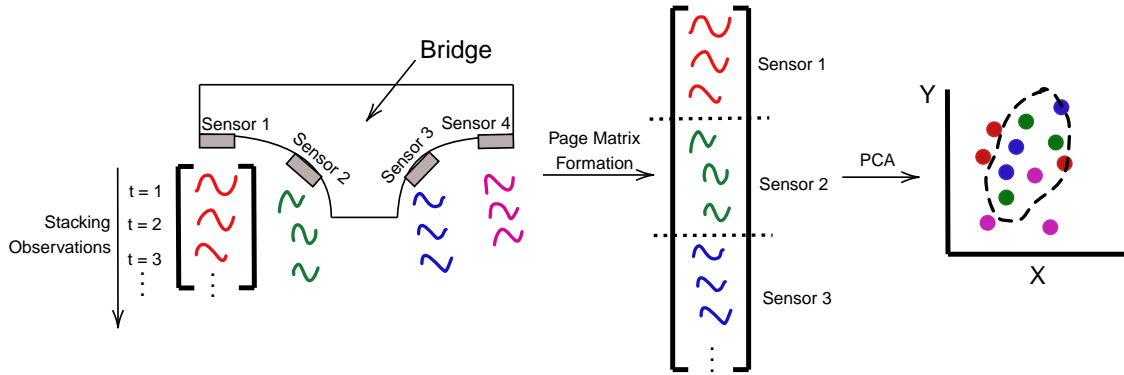 Bridge
Sensor 1
Sensor 2
Sensor 3
Sensor 4
Stacking
Observations
t = 1
t = 2
t = 3
Page Matrix
Formation
Sensor 1
Sensor 2
Sensor 3
PCA
Y
X